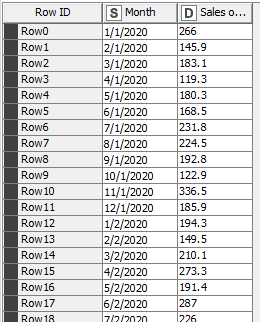 Row ID S Month D Sales o...
Row0 1/1/2020 266
Row1 2/1/2020 145.9
Row2 3/1/2020 183.1
Row3 4/1/2020 119.3
Row4 5/1/2020 180.3
Row5 6/1/2020 168.5
Row6 7/1/2020 231.8
Row7 8/1/2020 224.5
Row8 9/1/2020 192.8
Row9 10/1/2020 122.9
Row10 11/1/2020 336.5
Row11 12/1/2020 185.9
Row12 1/2/2020 194.3
Row13 2/2/2020 149.5
Row14 3/2/2020 210.1
Row15 4/2/2020 273.3
Row16 5/2/2020 191.4
Row17 6/2/2020 287
Row18 7/2/2020 226